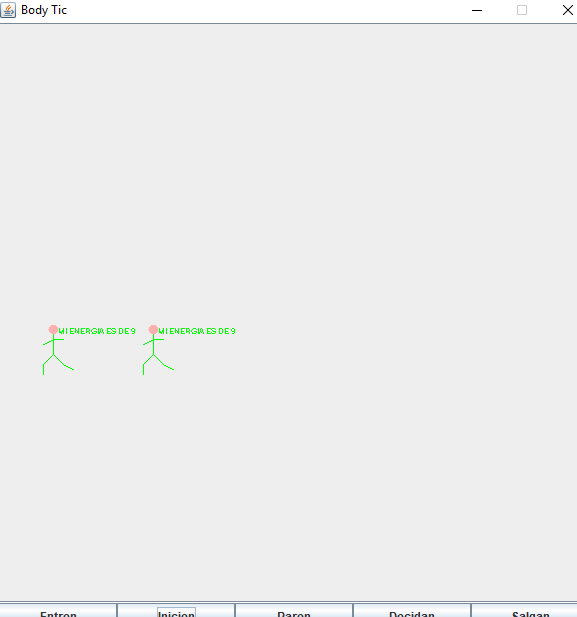 Body Tic
MI ENERGIA ES DE 9 MI ENERGIA ES DE 9
Entren Inicien Paren Decidan Salgan